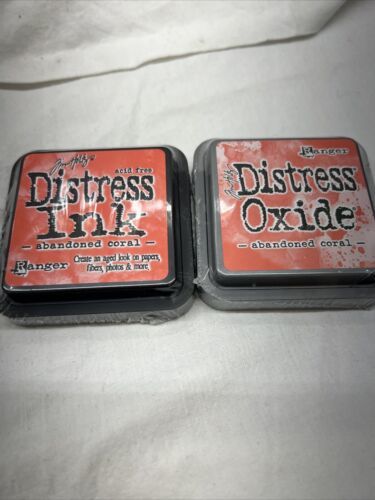 Tim Holtz
acid free
Distress
Ink
— abandoned coral —
Ranger
Create an aged look on papers,
fibers, photos & more.
Ranger
Tim Holtz
Distress
Oxide
— abandoned coral —